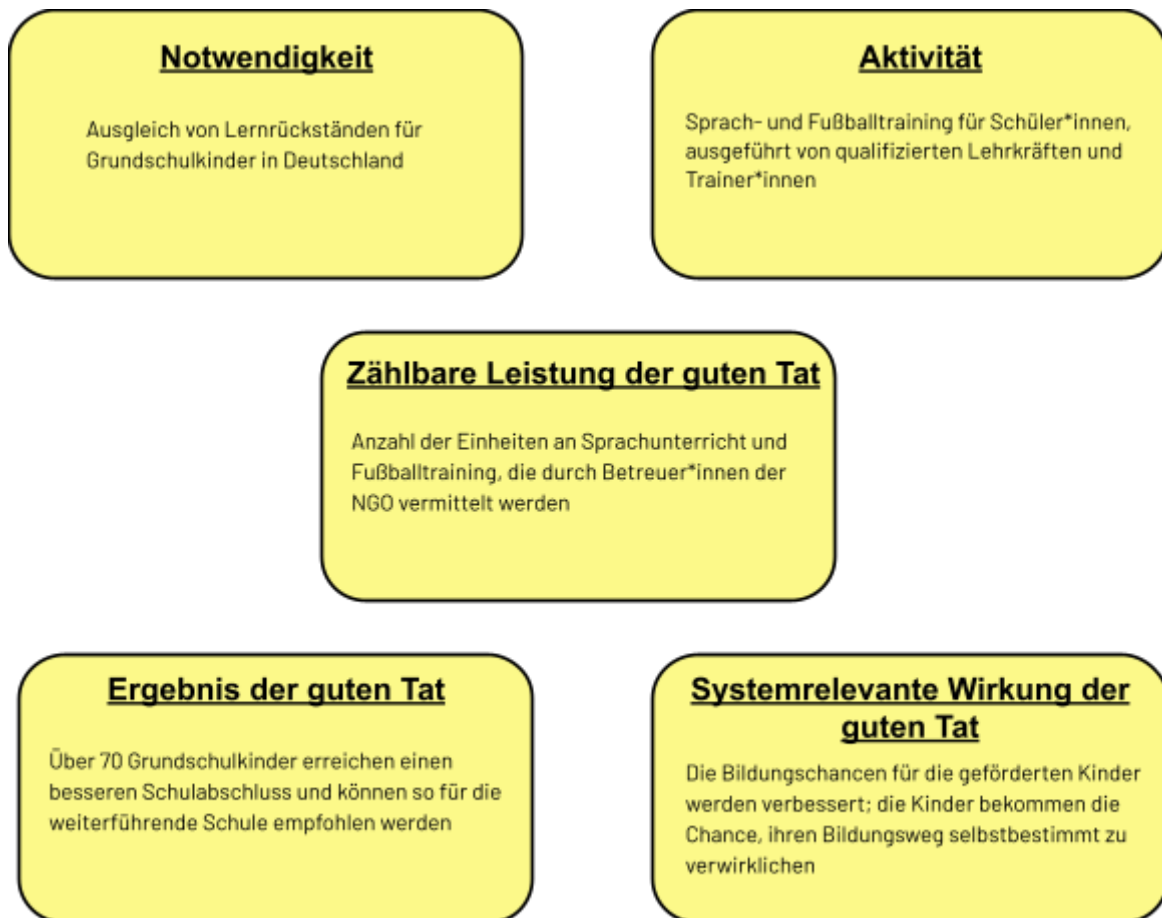 Notwendigkeit
Ausgleich von Lernrückständen für
Grundschulkinder in Deutschland
Aktivität
Sprach- und Fußballtraining für Schüler*innen,
ausgeführt von qualifizierten Lehrkräften und
Trainer*innen
Zählbare Leistung der guten Tat
Anzahl der Einheiten an Sprachunterricht und
Fußballtraining, die durch Betreuer*innen der
NGO vermittelt werden
Ergebnis der guten Tat
Über 70 Grundschulkinder erreichen einen
besseren Schulabschluss und können so für die
weiterführende Schule empfohlen werden
Systemrelevante Wirkung der
guten Tat
Die Bildungschancen für die geförderten Kinder
werden verbessert; die Kinder bekommen die
Chance, ihren Bildungsweg selbstbestimmt zu
verwirklichen